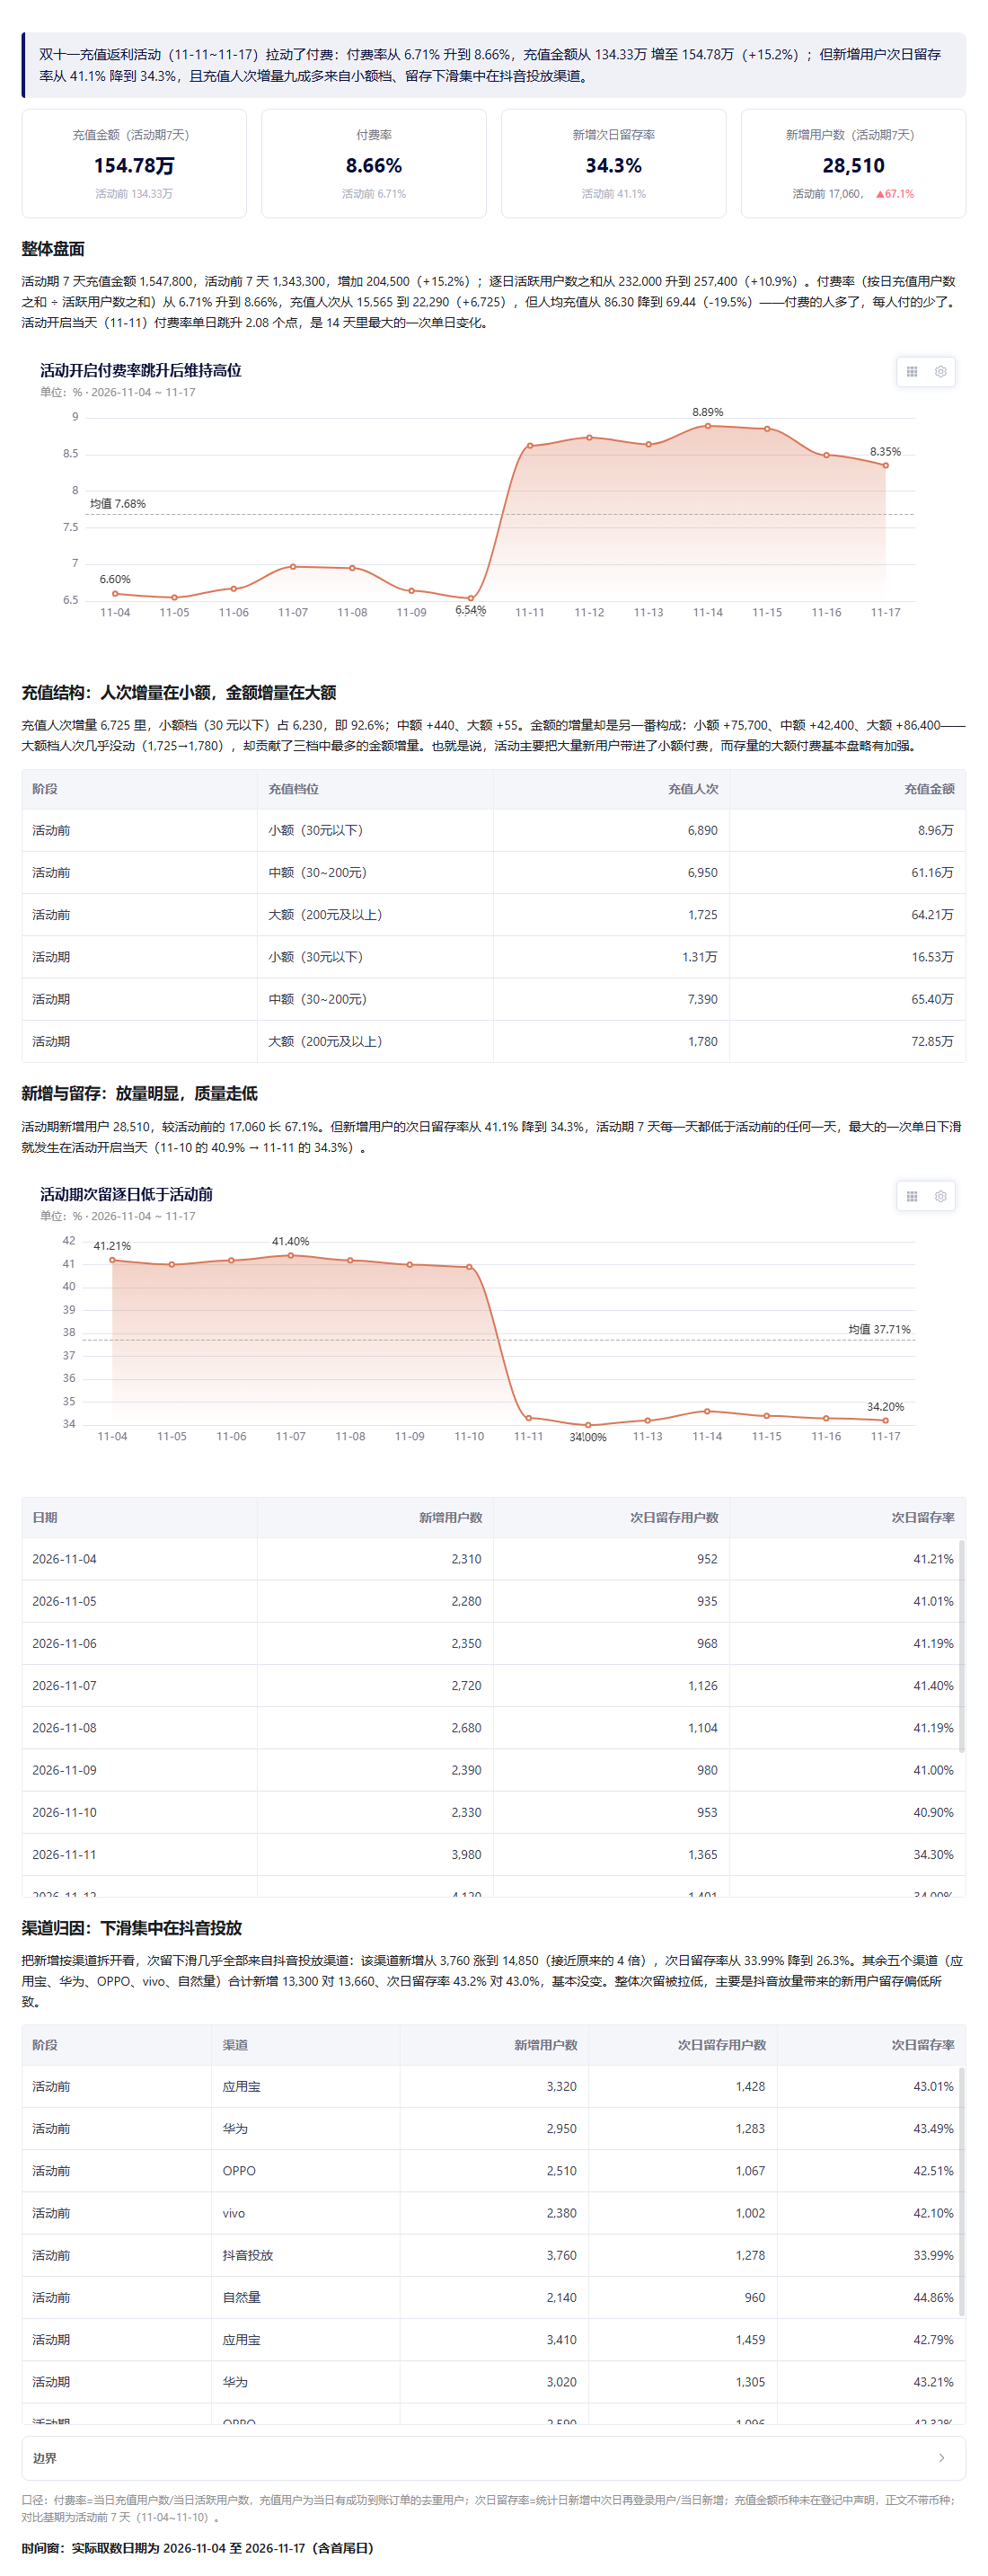 双十一充值返利活动（11-11~11-17）拉动了付费：付费率从 6.71% 升到 8.66%，充值金额从 134.33万 增至 154.78万（+15.2%）；但新增用户次日留存
率从 41.1% 降到 34.3%，且充值人次增量九成多来自小额档、留存下滑集中在抖音投放渠道。
充值金额（活动期7天） 付费率 新增次日留存率 新增用户数（活动期7天）
154.78万 8.66% 34.3% 28,510
活动前 134.33万 活动前 6.71% 活动前 41.1% 活动前 17,060， ▲67.1%
整体盘面
活动期 7 天充值金额 1,547,800，活动前 7 天 1,343,300，增加 204,500（+15.2%）；逐日活跃用户数之和从 232,000 升到 257,400（+10.9%）。付费率（按日充值用户数
之和 ÷ 活跃用户数之和）从 6.71% 升到 8.66%，充值人次从 15,565 到 22,290（+6,725），但人均充值从 86.30 降到 69.44（-19.5%）——付费的人多了，每人付的少了。
活动开启当天（11-11）付费率单日跳升 2.08 个点，是 14 天里最大的一次单日变化。
活动开启付费率跳升后维持高位
单位：% · 2026-11-04 ~ 11-17
9
8.5
8
7.5
7
6.5
均值 7.68%
6.60%
6.54%
8.89%
8.35%
11-04 11-05 11-06 11-07 11-08 11-09 11-11 11-12 11-13 11-14 11-15 11-16 11-17
充值结构：人次增量在小额，金额增量在大额
充值人次增量 6,725 里，小额档（30 元以下）占 6,230，即 92.6%；中额 +440、大额 +55。金额的增量却是另一番构成：小额 +75,700、中额 +42,400、大额 +86,400——
大额档人次几乎没动（1,725→1,780），却贡献了三档中最多的金额增量。也就是说，活动主要把大量新用户带进了小额付费，而存量的大额付费基本盘略有加强。
阶段 充值档位 充值人次 充值金额
活动前 小额（30元以下） 6,890 8.96万
活动前 中额（30~200元） 6,950 61.16万
活动前 大额（200元及以上） 1,725 64.21万
活动期 小额（30元以下） 1.31万 16.53万
活动期 中额（30~200元） 7,390 65.40万
活动期 大额（200元及以上） 1,780 72.85万
新增与留存：放量明显，质量走低
活动期新增用户 28,510，较活动前的 17,060 长 67.1%。但新增用户的次日留存率从 41.1% 降到 34.3%，活动期 7 天每一天都低于活动前的任何一天，最大的一次单日下滑
就发生在活动开启当天（11-10 的 40.9% → 11-11 的 34.3%）。
活动期次留逐日低于活动前
单位：% · 2026-11-04 ~ 11-17
42
41
40
39
38
37
36
35
34
41.21%
41.40%
均值 37.71%
34.00%
34.20%
11-04 11-05 11-06 11-07 11-08 11-09 11-10 11-11 11-13 11-14 11-15 11-16 11-17
日期 新增用户数 次日留存用户数 次日留存率
2026-11-04 2,310 952 41.21%
2026-11-05 2,280 935 41.01%
2026-11-06 2,350 968 41.19%
2026-11-07 2,720 1,126 41.40%
2026-11-08 2,680 1,104 41.19%
2026-11-09 2,390 980 41.00%
2026-11-10 2,330 953 40.90%
2026-11-11 3,980 1,365 34.30%
2026-11-12 4,120 1,401 34.00%
渠道归因：下滑集中在抖音投放
把新增按渠道拆开看，次留下滑几乎全部来自抖音投放渠道：该渠道新增从 3,760 涨到 14,850（接近原来的 4 倍），次日留存率从 33.99% 降到 26.3%。其余五个渠道（应
用宝、华为、OPPO、vivo、自然量）合计新增 13,300 对 13,660、次日留存率 43.2% 对 43.0%，基本没变。整体次留被拉低，主要是抖音放量带来的新用户留存偏低所
致。
阶段 渠道 新增用户数 次日留存用户数 次日留存率
活动前 应用宝 3,320 1,428 43.01%
活动前 华为 2,950 1,283 43.49%
活动前 OPPO 2,510 1,067 42.51%
活动前 vivo 2,380 1,002 42.10%
活动前 抖音投放 3,760 1,278 33.99%
活动前 自然量 2,140 960 44.86%
活动期 应用宝 3,410 1,459 42.79%
活动期 华为 3,020 1,305 43.21%
活动期 OPPO 2,590 1,096 42.32%
边界
口径：付费率=当日充值用户数/当日活跃用户数，充值用户为当日有成功到账订单的去重用户；次日留存率=统计日新增中次日再登录用户/当日新增；充值金额币种未在登记中声明，正文不带币种；
对比基期为活动前 7 天（11-04~11-10）。
时间窗：实际取数日期为 2026-11-04 至 2026-11-17（含首尾日）